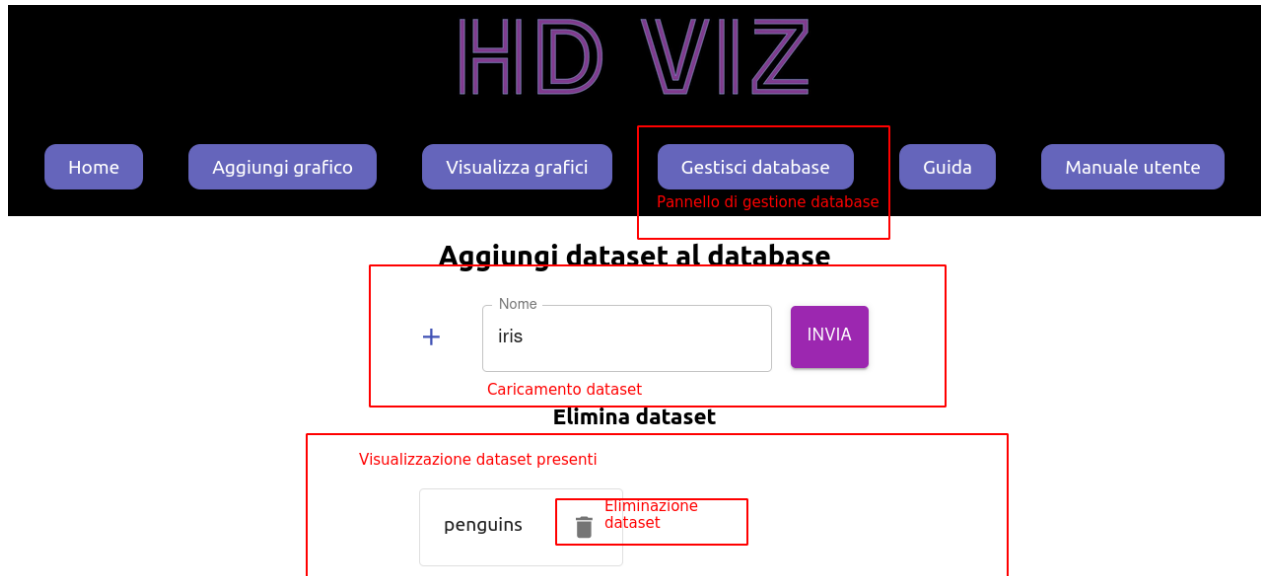 HD VIZ
Home
Aggiungi grafico
Visualizza grafici
Gestisci database
Guida
Manuale utente
Pannello di gestione database
Aggiungi dataset al database
Nome
iris
INVIA
Caricamento dataset
Elimina dataset
Visualizzazione dataset presenti
penguins
Eliminazione
dataset